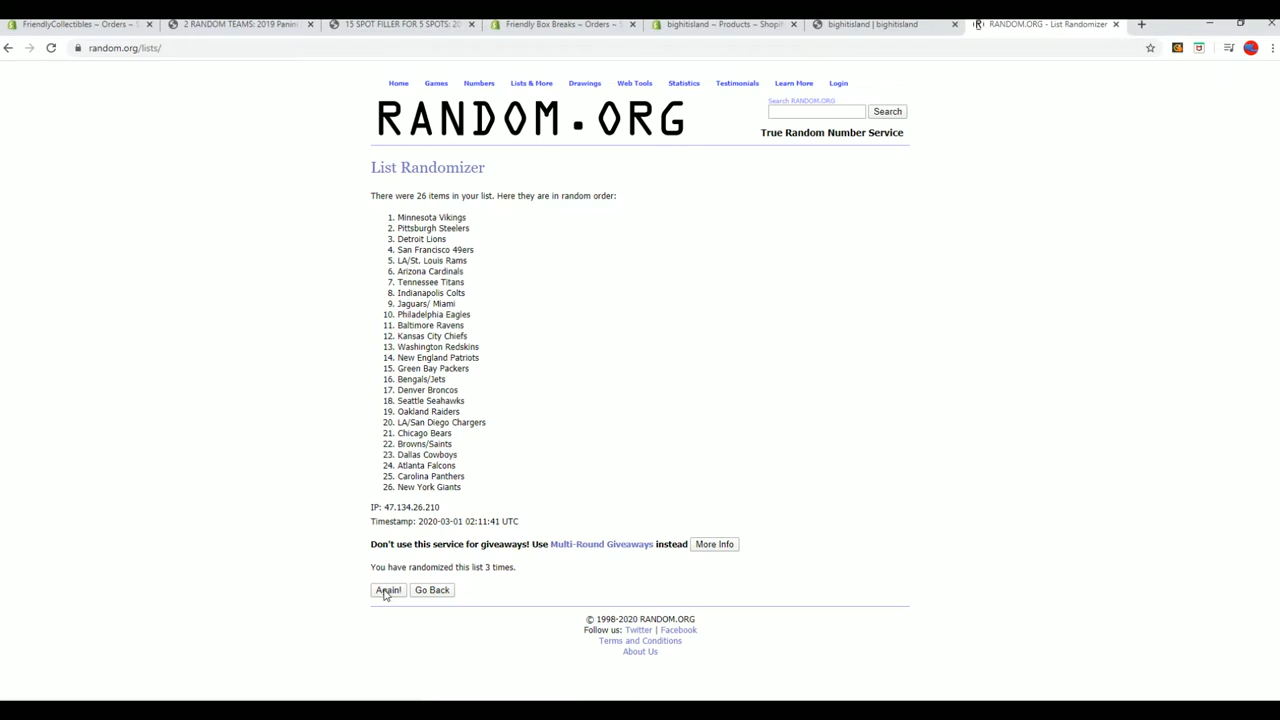 FriendlyCollectibles ~ Orders ~ S
2 RANDOM TEAMS: 2019 Panini
15 SPOT FILLER FOR 5 SPOTS: 20
Friendly Box Breaks ~ Orders ~ S
bighitisland ~ Products ~ Shopif
bighitisland | bighitisland
RANDOM.ORG - List Randomizer
random.org/lists/
Home Games Numbers Lists & More Drawings Web Tools Statistics Testimonials Learn More Login
RANDOM.ORG
Search RANDOM.ORG
Search
True Random Number Service
List Randomizer
There were 26 items in your list. Here they are in random order:
1. Minnesota Vikings
2. Pittsburgh Steelers
3. Detroit Lions
4. San Francisco 49ers
5. LA/St. Louis Rams
6. Arizona Cardinals
7. Tennessee Titans
8. Indianapolis Colts
9. Jaguars/ Miami
10. Philadelphia Eagles
11. Baltimore Ravens
12. Kansas City Chiefs
13. Washington Redskins
14. New England Patriots
15. Green Bay Packers
16. Bengals/Jets
17. Denver Broncos
18. Seattle Seahawks
19. Oakland Raiders
20. LA/San Diego Chargers
21. Chicago Bears
22. Browns/Saints
23. Dallas Cowboys
24. Atlanta Falcons
25. Carolina Panthers
26. New York Giants
IP: 47.134.26.210
Timestamp: 2020-03-01 02:11:41 UTC
Don't use this service for giveaways! Use Multi-Round Giveaways instead More Info
You have randomized this list 3 times.
Again! Go Back
© 1998-2020 RANDOM.ORG
Follow us: Twitter | Facebook
Terms and Conditions
About Us